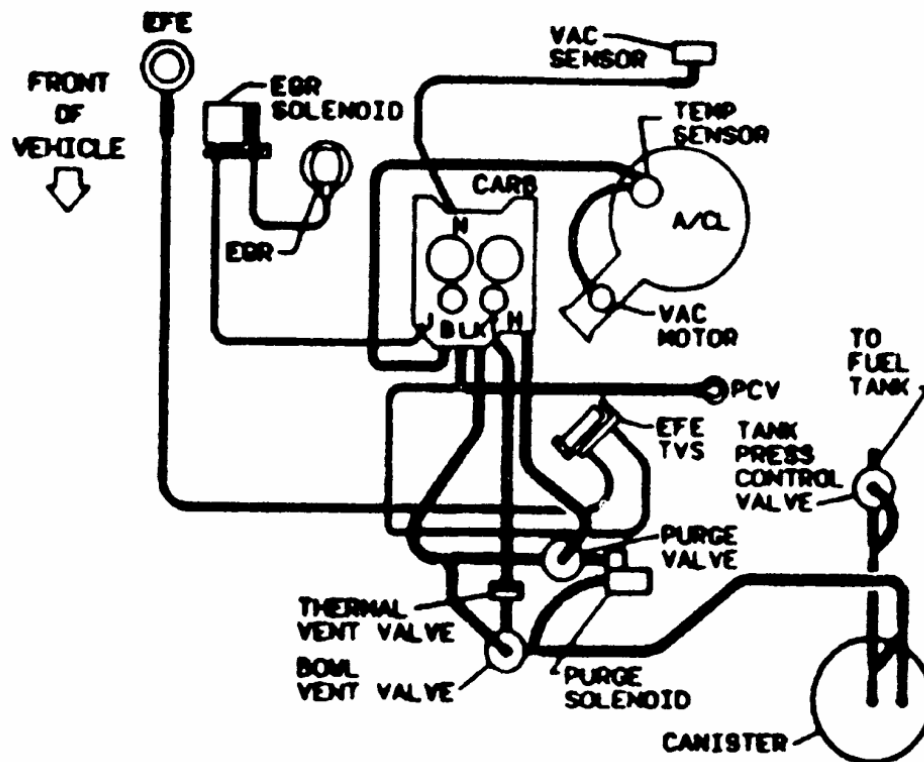 EFE
FRONT
OF
VEHICLE
EGR
SOLENOID
EGR
VAC
SENSOR
TEMP
SENSOR
CARB
A/CL
N
J B L K H
VAC
MOTOR
PCV
EFE
TVS
TO
FUEL
TANK
TANK
PRESS
CONTROL
VALVE
PURGE
VALVE
THERMAL
VENT VALVE
BOWL
VENT VALVE
PURGE
SOLENOID
CANISTER